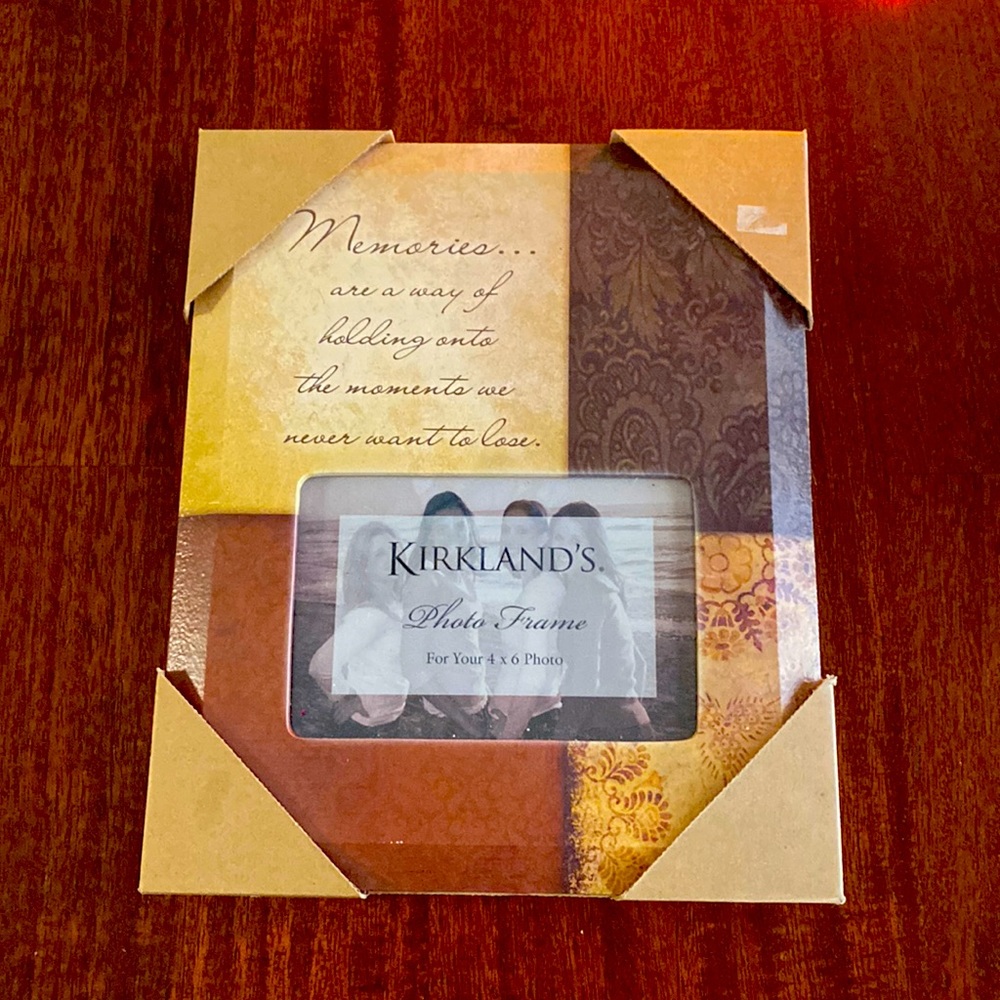 Memories...
are a way of
holding onto
the moments we
never want to lose.
KIRKLAND'S®
Photo Frame
For Your 4 x 6 Photo